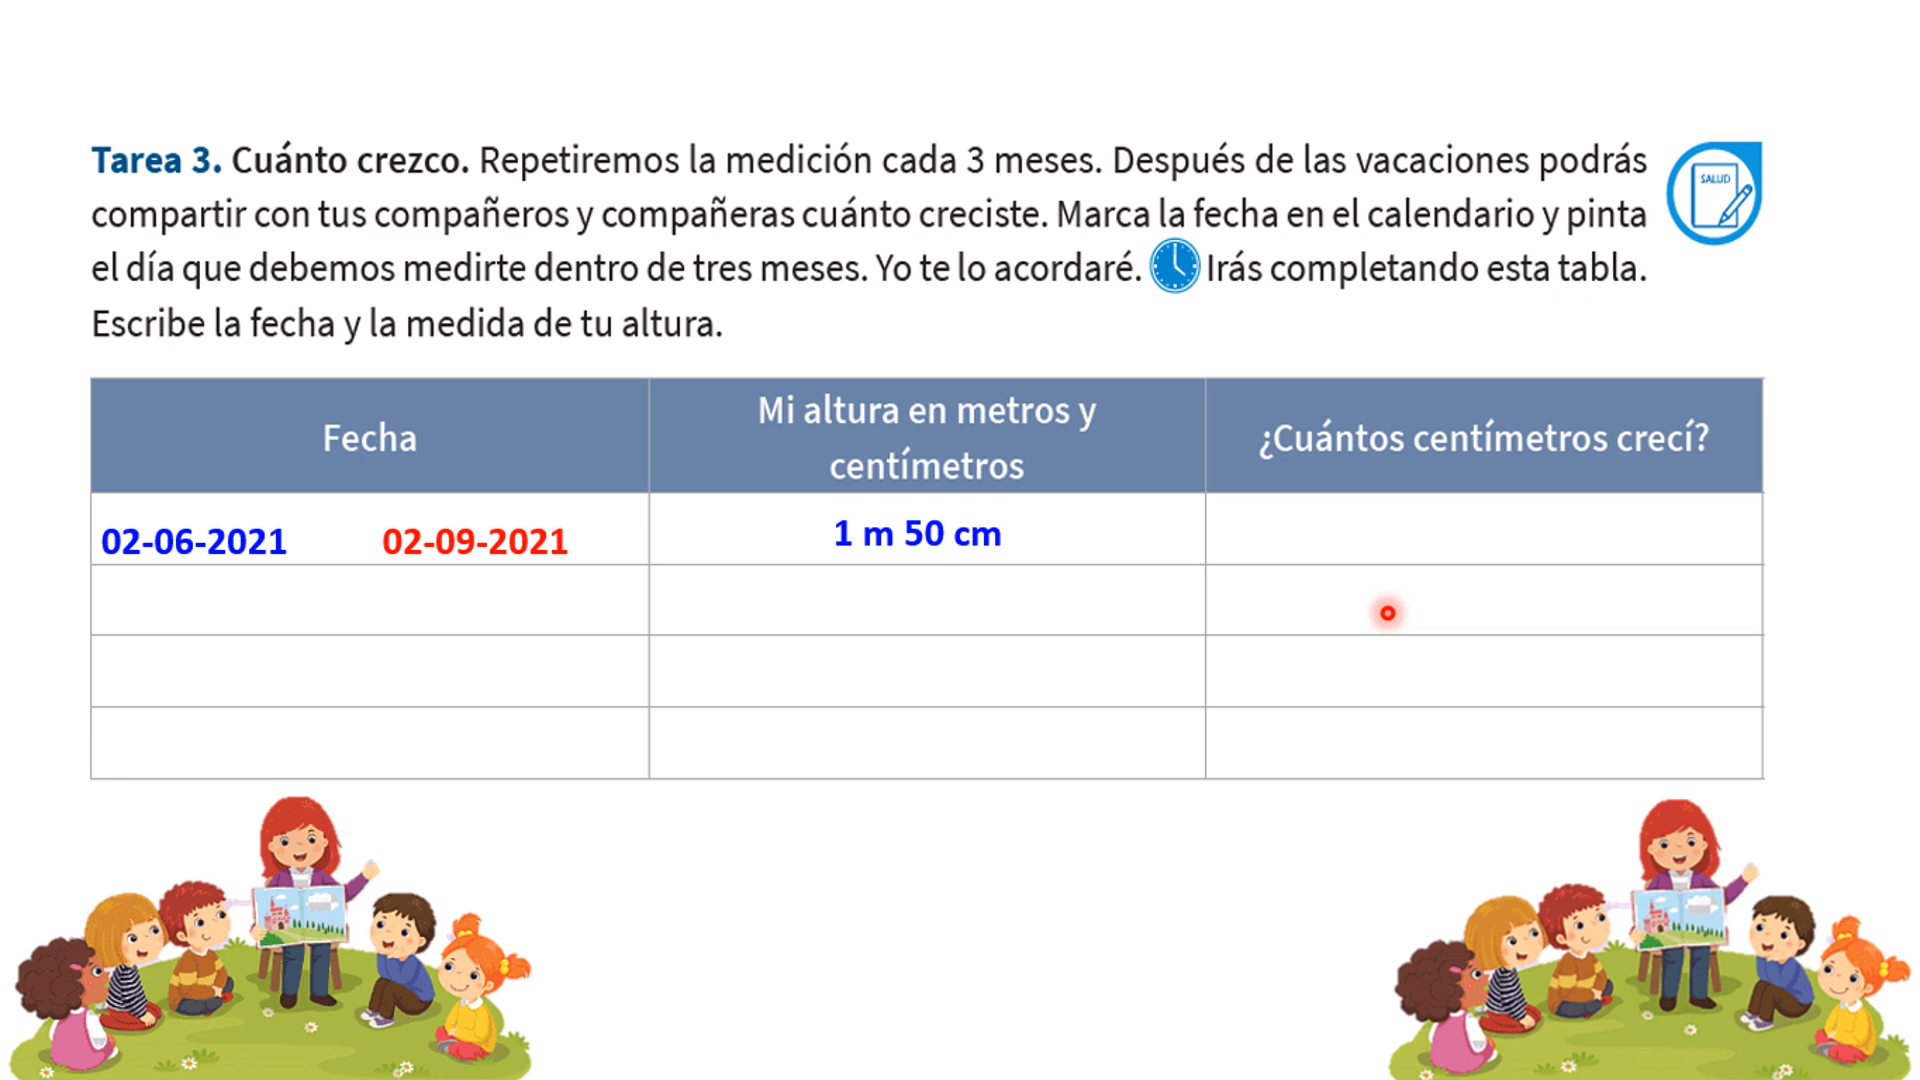 Tarea 3. Cuánto crezco. Repetiremos la medición cada 3 meses. Después de las vacaciones podrás
compartir con tus compañeros y compañeras cuánto creciste. Marca la fecha en el calendario y pinta
el día que debemos medirte dentro de tres meses. Yo te lo acordaré. Irás completando esta tabla.
Escribe la fecha y la medida de tu altura.
SALUD
Fecha
Mi altura en metros y
centímetros
¿Cuántos centímetros crecí?
02-06-2021 02-09-2021
1 m 50 cm